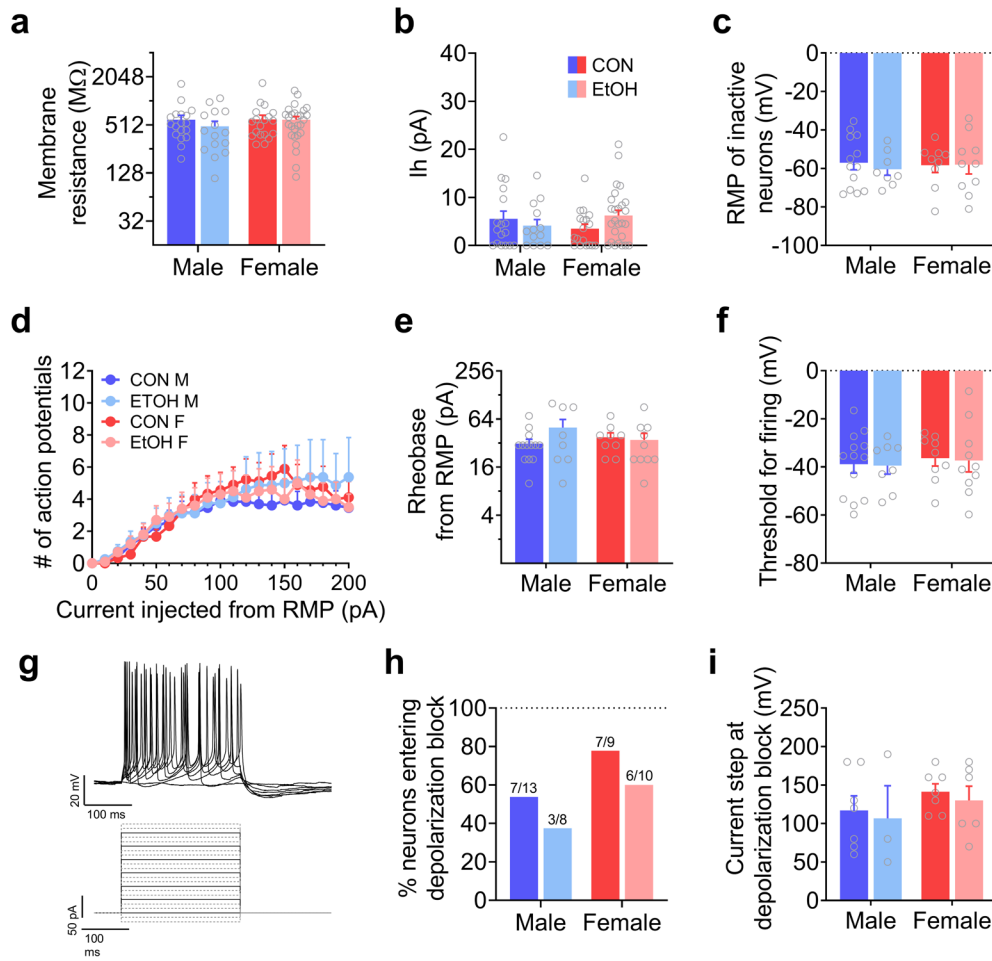 a
Membrane
resistance (MΩ)
2048
512
128
32
Male
Female
b
Ih (pA)
40
30
20
10
0
CON
EtOH
Male
Female
c
RMP of inactive
neurons (mV)
0
-20
-40
-60
-80
-100
Male
Female
d
# of action potentials
12
10
8
6
4
2
0
CON M
ETOH M
CON F
EtOH F
0
50
100
150
200
Current injected from RMP (pA)
e
Rheobase
from RMP (pA)
256
64
16
4
Male
Female
f
Threshold for firing (mV)
0
-20
-40
-60
-80
Male
Female
g
20 mV
100 ms
50 pA
100
ms
h
% neurons entering
depolarization block
100
80
60
40
20
0
7/13
3/8
7/9
6/10
Male
Female
i
Current step at
depolarization block (mV)
250
200
150
100
50
0
Male
Female